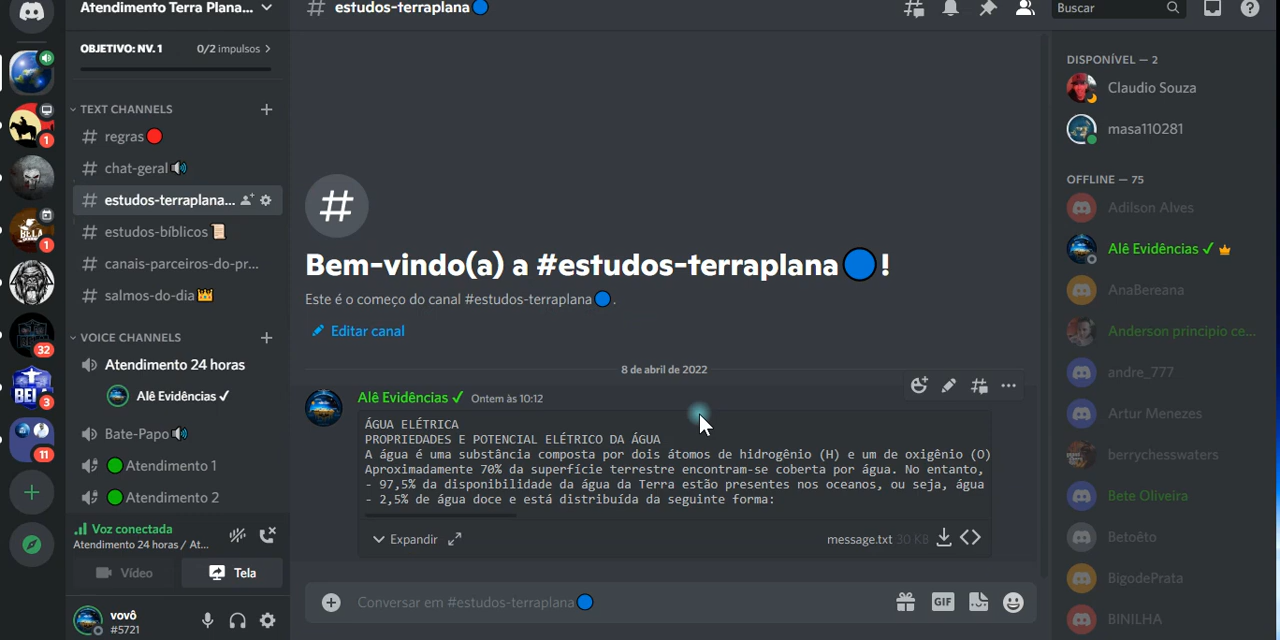 Atendimento Terra Plana...
OBJETIVO: NV. 1
0/2 impulsos
TEXT CHANNELS
regras
chat-geral
estudos-terraplana...
estudos-bíblicos
canais-parceiros-do-pr...
salmos-do-dia
VOICE CHANNELS
Atendimento 24 horas
Alê Evidências ✓
Bate-Papo
Atendimento 1
Atendimento 2
Voz conectada
Atendimento 24 horas / At...
Vídeo
Tela
vovô
#5721
1
1
32
3
11
# estudos-terraplana
Buscar
#
Bem-vindo(a) a #estudos-terraplana!
Este é o começo do canal #estudos-terraplana.
Editar canal
8 de abril de 2022
Alê Evidências ✓ Ontem às 10:12
ÁGUA ELÉTRICA
PROPRIEDADES E POTENCIAL ELÉTRICO DA ÁGUA
A água é uma substância composta por dois átomos de hidrogênio (H) e um de oxigênio (O)
Aproximadamente 70% da superfície terrestre encontram-se coberta por água. No entanto,
- 97,5% da disponibilidade da água da Terra estão presentes nos oceanos, ou seja, água
- 2,5% de água doce e está distribuída da seguinte forma:
Expandir
message.txt 30 KB
Conversar em #estudos-terraplana
GIF
DISPONÍVEL — 2
Claudio Souza
masa110281
OFFLINE — 75
Adilson Alves
Alê Evidências ✓
AnaBereana
Anderson principio ce...
andre_777
Artur Menezes
berrychesswaters
Bete Oliveira
Betoêto
BigodePrata
BINILHA